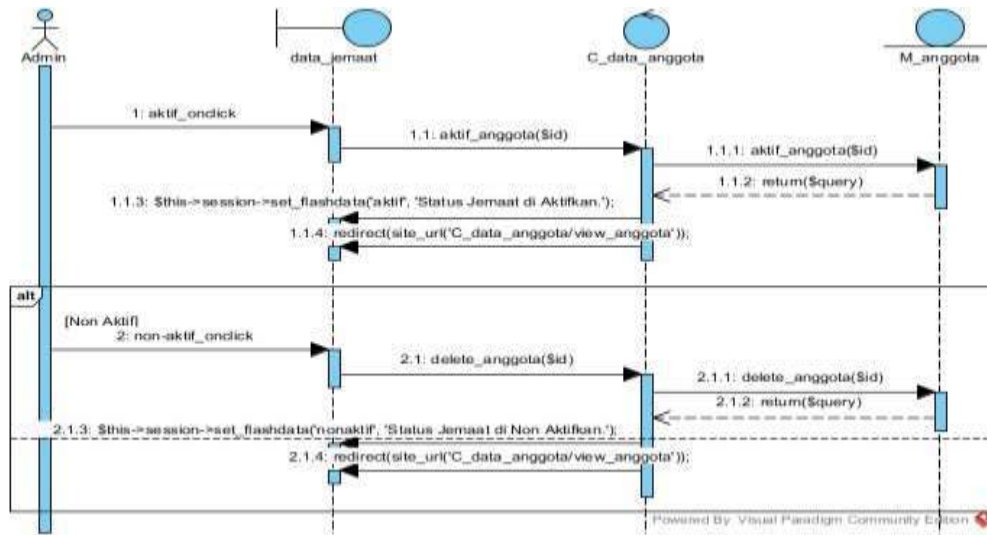 Admin
data_jemaat
C_data_anggota
M_anggota
1: aktif_onclick
1.1: aktif_anggota($id)
1.1.1: aktif_anggota($id)
1.1.2: return($query)
1.1.3: $this->session->set_flashdata('aktif', 'Status Jemaat di Aktifkan.');
1.1.4: redirect(site_url('C_data_anggota/view_anggota'));
alt
[Non Aktif]
2: non-aktif_onclick
2.1: delete_anggota($id)
2.1.1: delete_anggota($id)
2.1.2: return($query)
2.1.3: $this->session->set_flashdata('nonaktif', 'Status Jemaat di Non Aktifkan.');
2.1.4: redirect(site_url('C_data_anggota/view_anggota'));
Powered By Visual Paradigm Community Edition